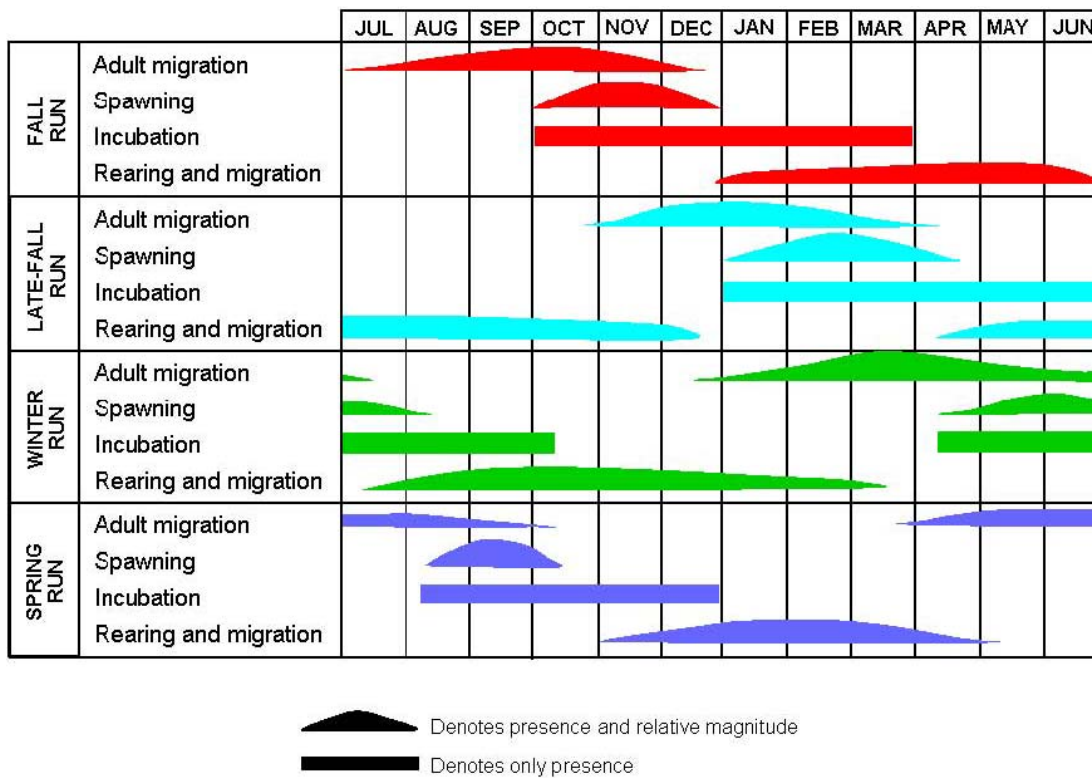 JUL AUG SEP OCT NOV DEC JAN FEB MAR APR MAY JUN
FALL
RUN
Adult migration
Spawning
Incubation
Rearing and migration
LATE-FALL
RUN
Adult migration
Spawning
Incubation
Rearing and migration
WINTER
RUN
Adult migration
Spawning
Incubation
Rearing and migration
SPRING
RUN
Adult migration
Spawning
Incubation
Rearing and migration
Denotes presence and relative magnitude
Denotes only presence